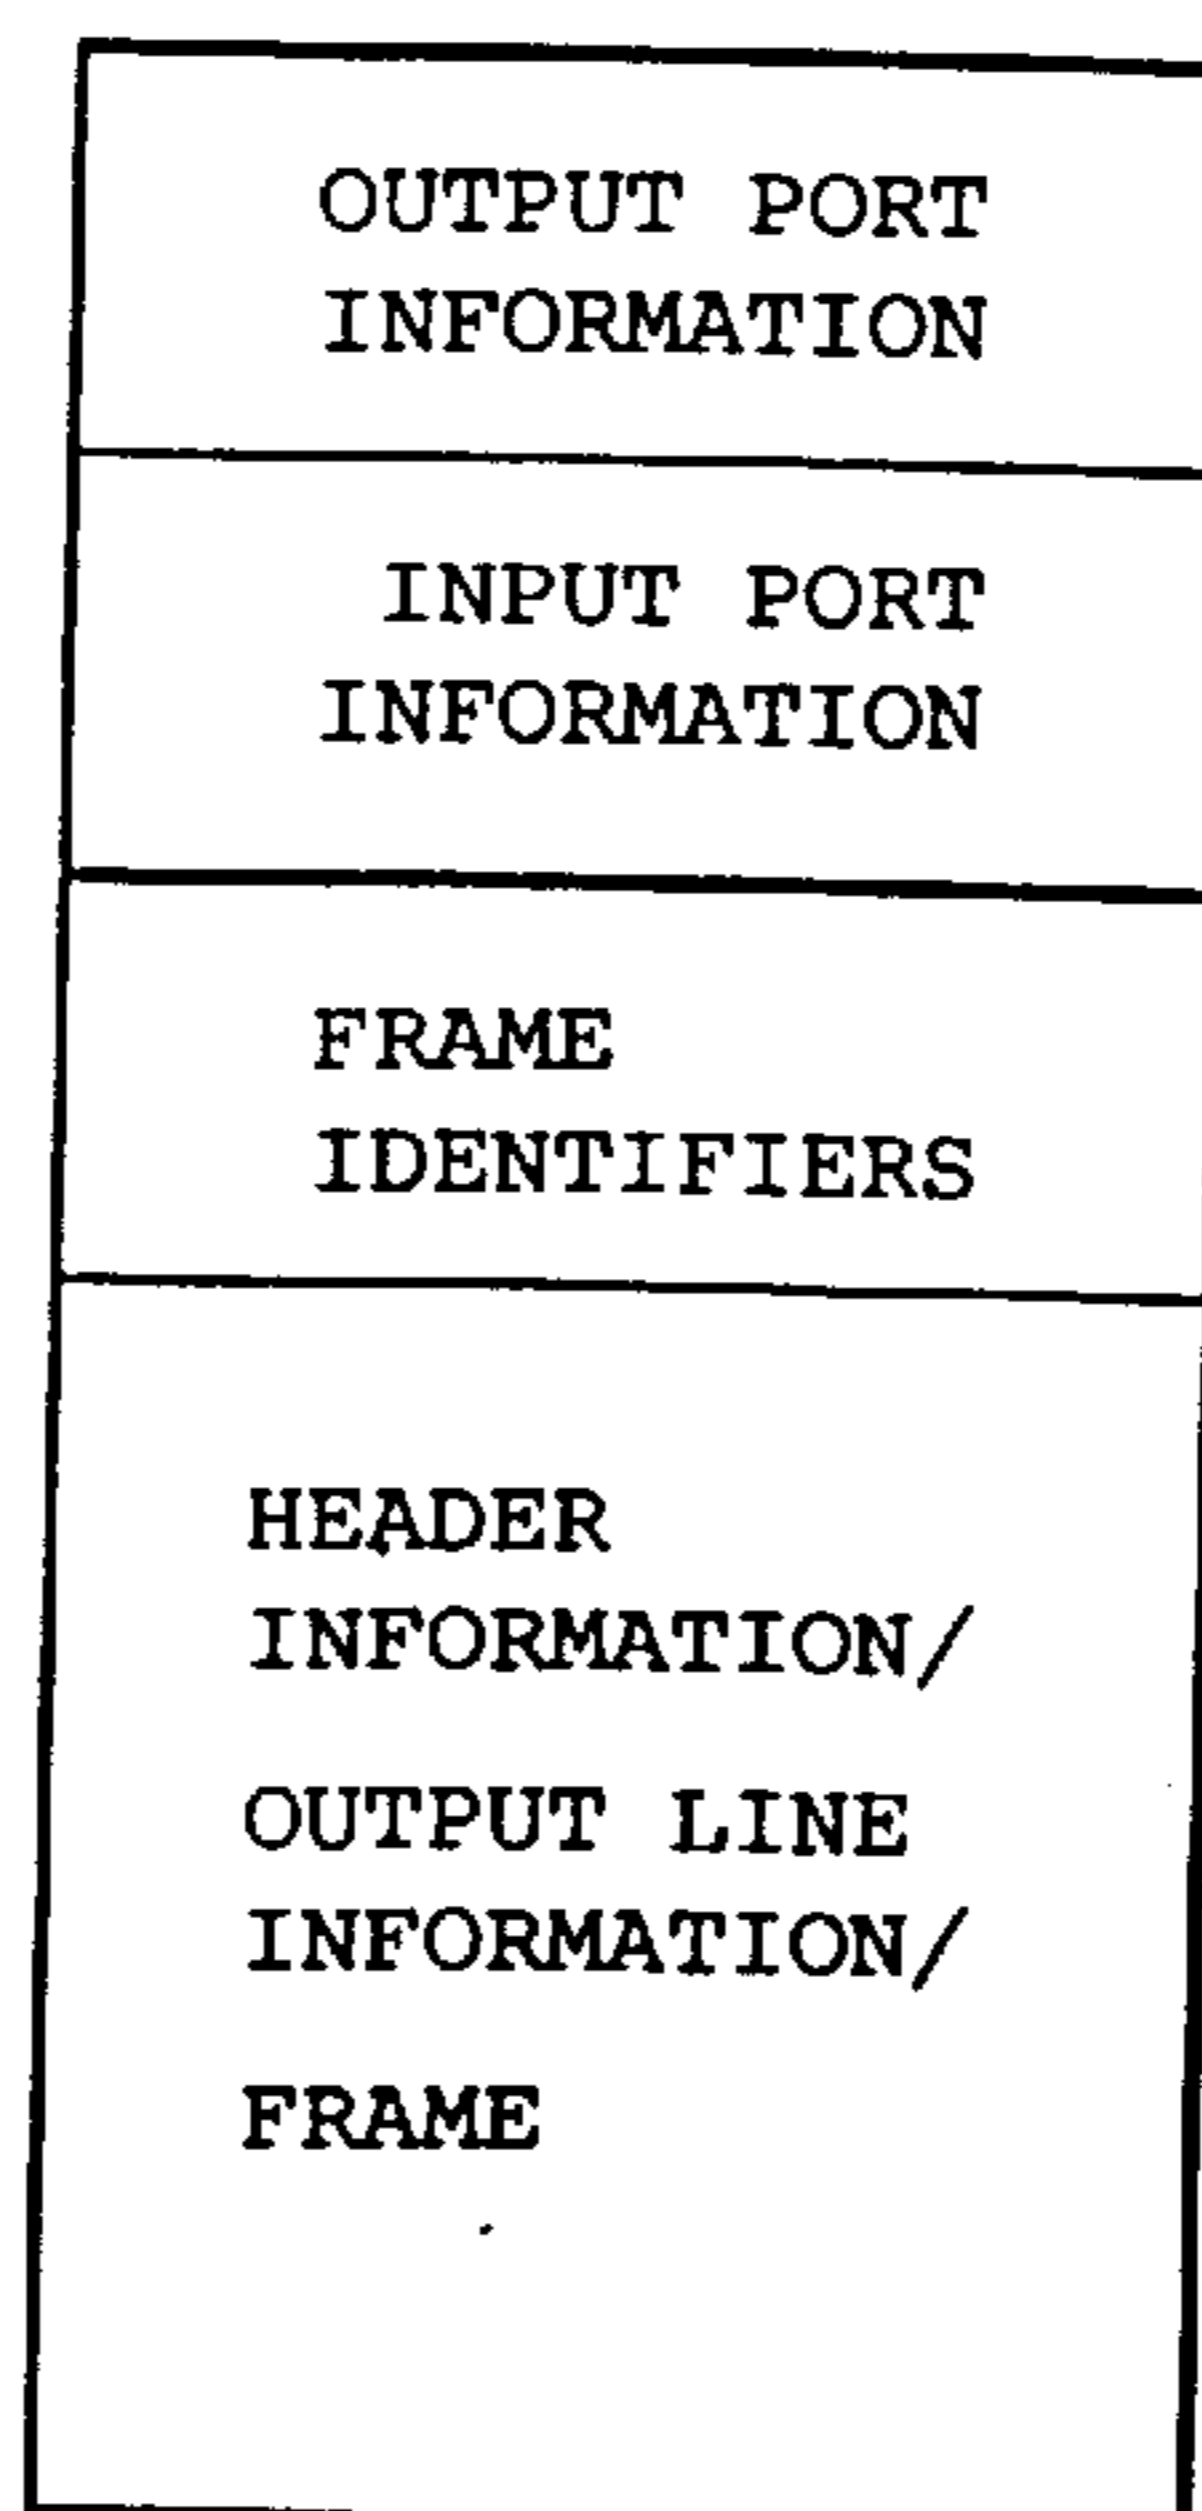 OUTPUT PORT
INFORMATION
INPUT PORT
INFORMATION
FRAME
IDENTIFIERS
HEADER
INFORMATION/
OUTPUT LINE
INFORMATION/
FRAME